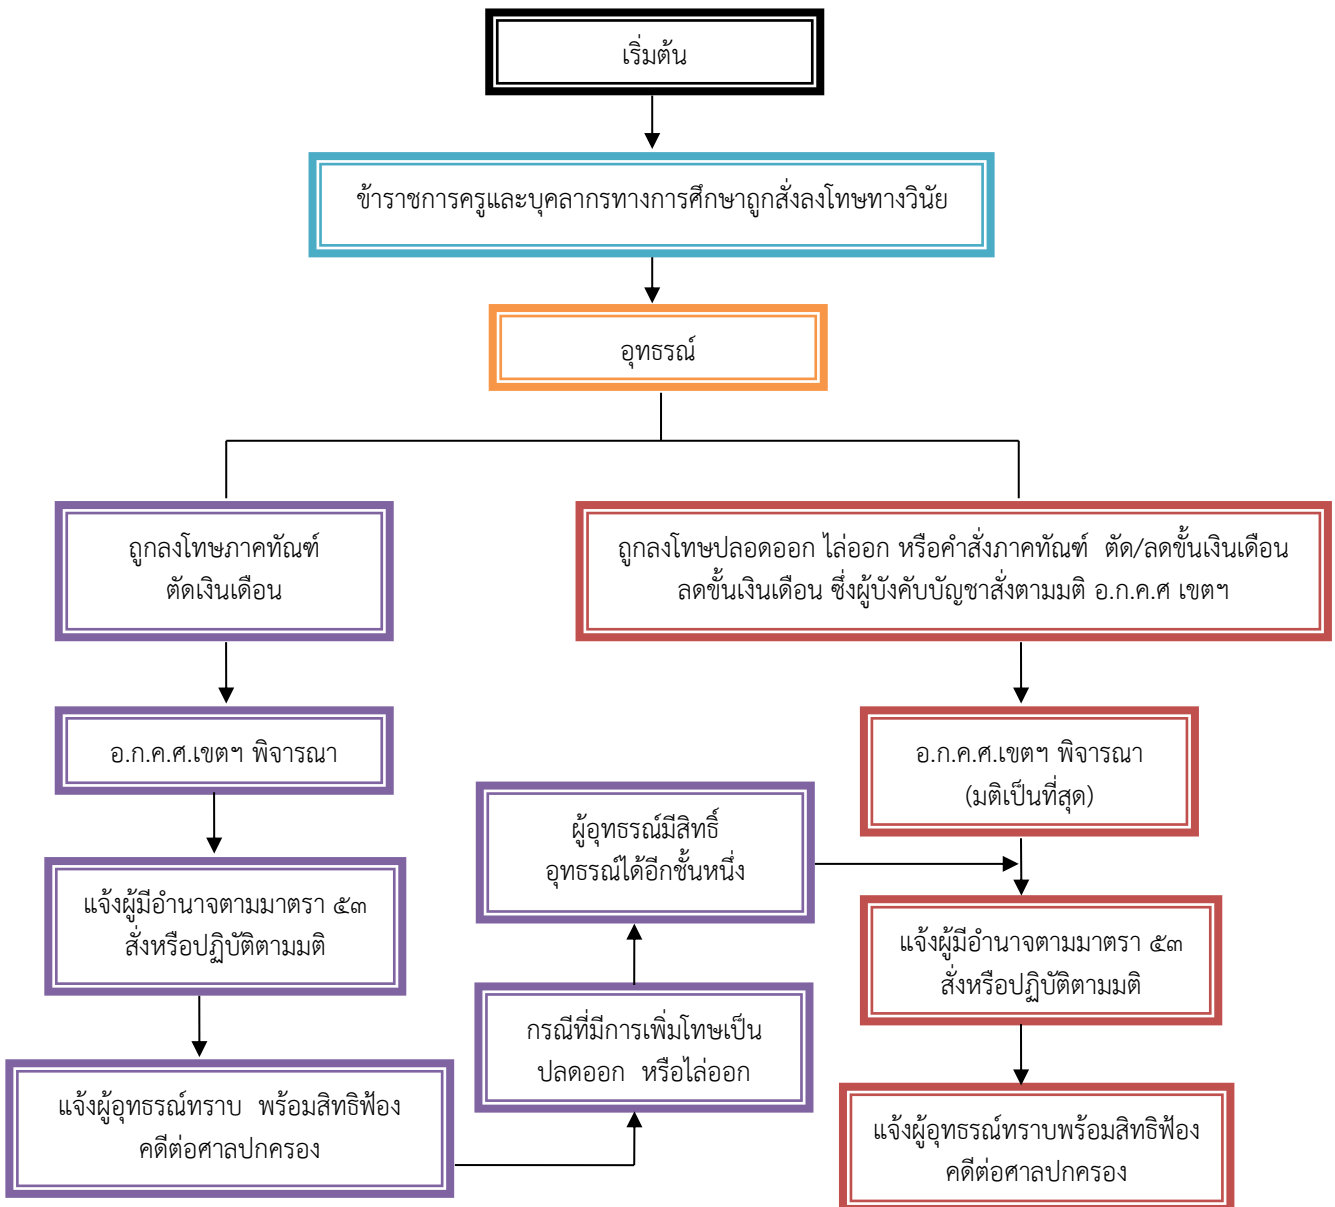 เริ่มต้น
ข้าราชการครูและบุคลากรทางการศึกษาถูกสั่งลงโทษทางวินัย
อุทธรณ์
ถูกลงโทษภาคทัณฑ์
ตัดเงินเดือน
ถูกลงโทษปลอดออก ไล่ออก หรือคำสั่งภาคทัณฑ์ ตัด/ลดขั้นเงินเดือน
ลดขั้นเงินเดือน ซึ่งผู้บังคับบัญชาสั่งตามมติ อ.ก.ค.ศ เขตฯ
อ.ก.ค.ศ.เขตฯ พิจารณา
อ.ก.ค.ศ.เขตฯ พิจารณา
(มติเป็นที่สุด)
ผู้อุทธรณ์มีสิทธิ์
อุทธรณ์ได้อีกชั้นหนึ่ง
แจ้งผู้มีอำนาจตามมาตรา ๕๓
สั่งหรือปฏิบัติตามมติ
แจ้งผู้มีอำนาจตามมาตรา ๕๓
สั่งหรือปฏิบัติตามมติ
กรณีที่มีการเพิ่มโทษเป็น
ปลดออก หรือไล่ออก
แจ้งผู้อุทธรณ์ทราบ พร้อมสิทธิฟ้อง
คดีต่อศาลปกครอง
แจ้งผู้อุทธรณ์ทราบพร้อมสิทธิฟ้อง
คดีต่อศาลปกครอง